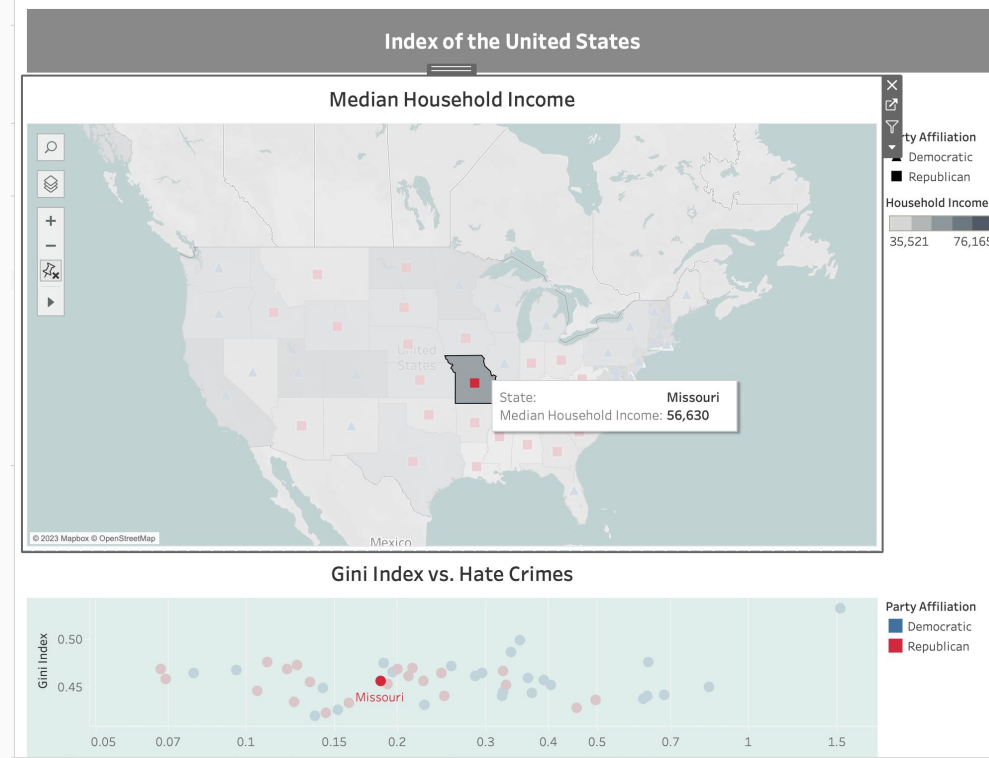 Index of the United States
Median Household Income
Party Affiliation
Democratic
Republican
Household Income
35,521 76,165
United
States
State: Missouri
Median Household Income: 56,630
Mexico
© 2023 Mapbox © OpenStreetMap
Gini Index vs. Hate Crimes
Party Affiliation
Democratic
Republican
Gini Index
0.50
0.45
Missouri
0.05 0.07 0.1 0.15 0.2 0.3 0.4 0.5 0.7 1 1.5